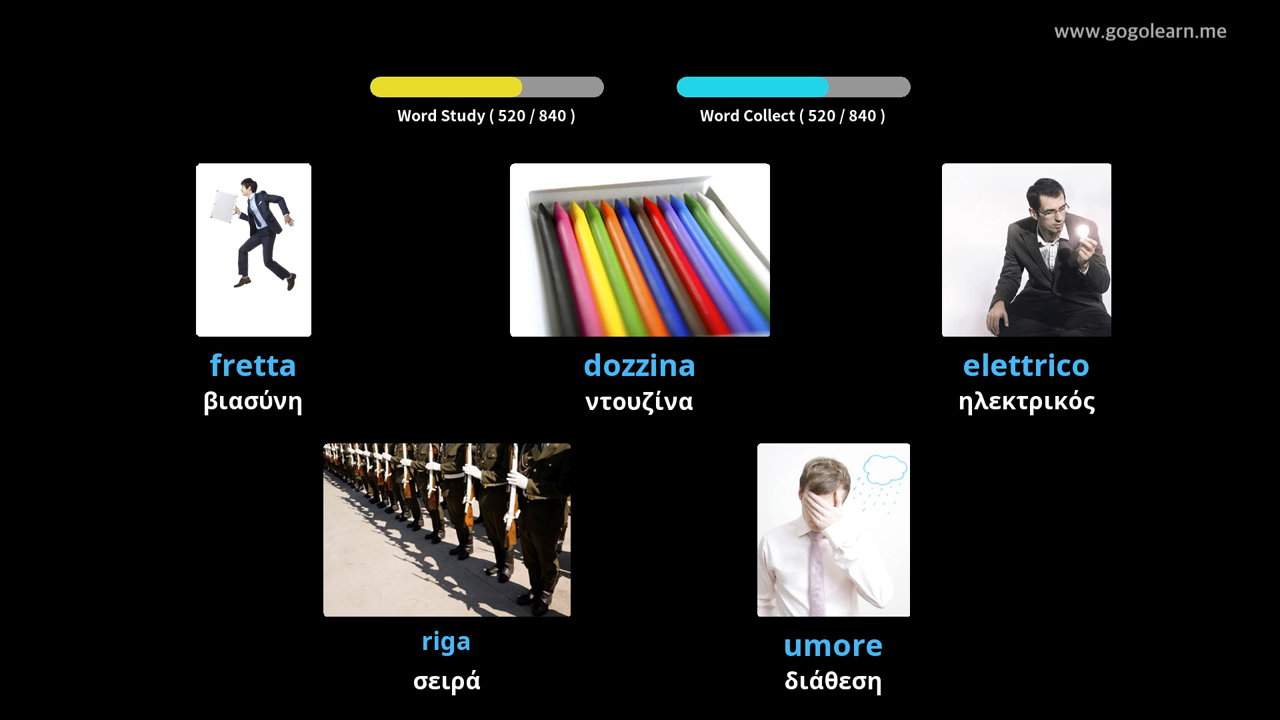 www.gogolearn.me
Word Study ( 520 / 840 )
Word Collect ( 520 / 840 )
fretta
βιασύνη
dozzina
ντουζίνα
elettrico
ηλεκτρικός
riga
σειρά
umore
διάθεση